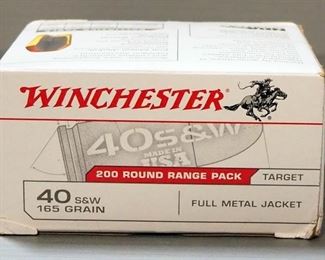 WINCHESTER
40S&W
MADE IN
USA
200 ROUND RANGE PACK TARGET
40 S&W
165 GRAIN FULL METAL JACKET